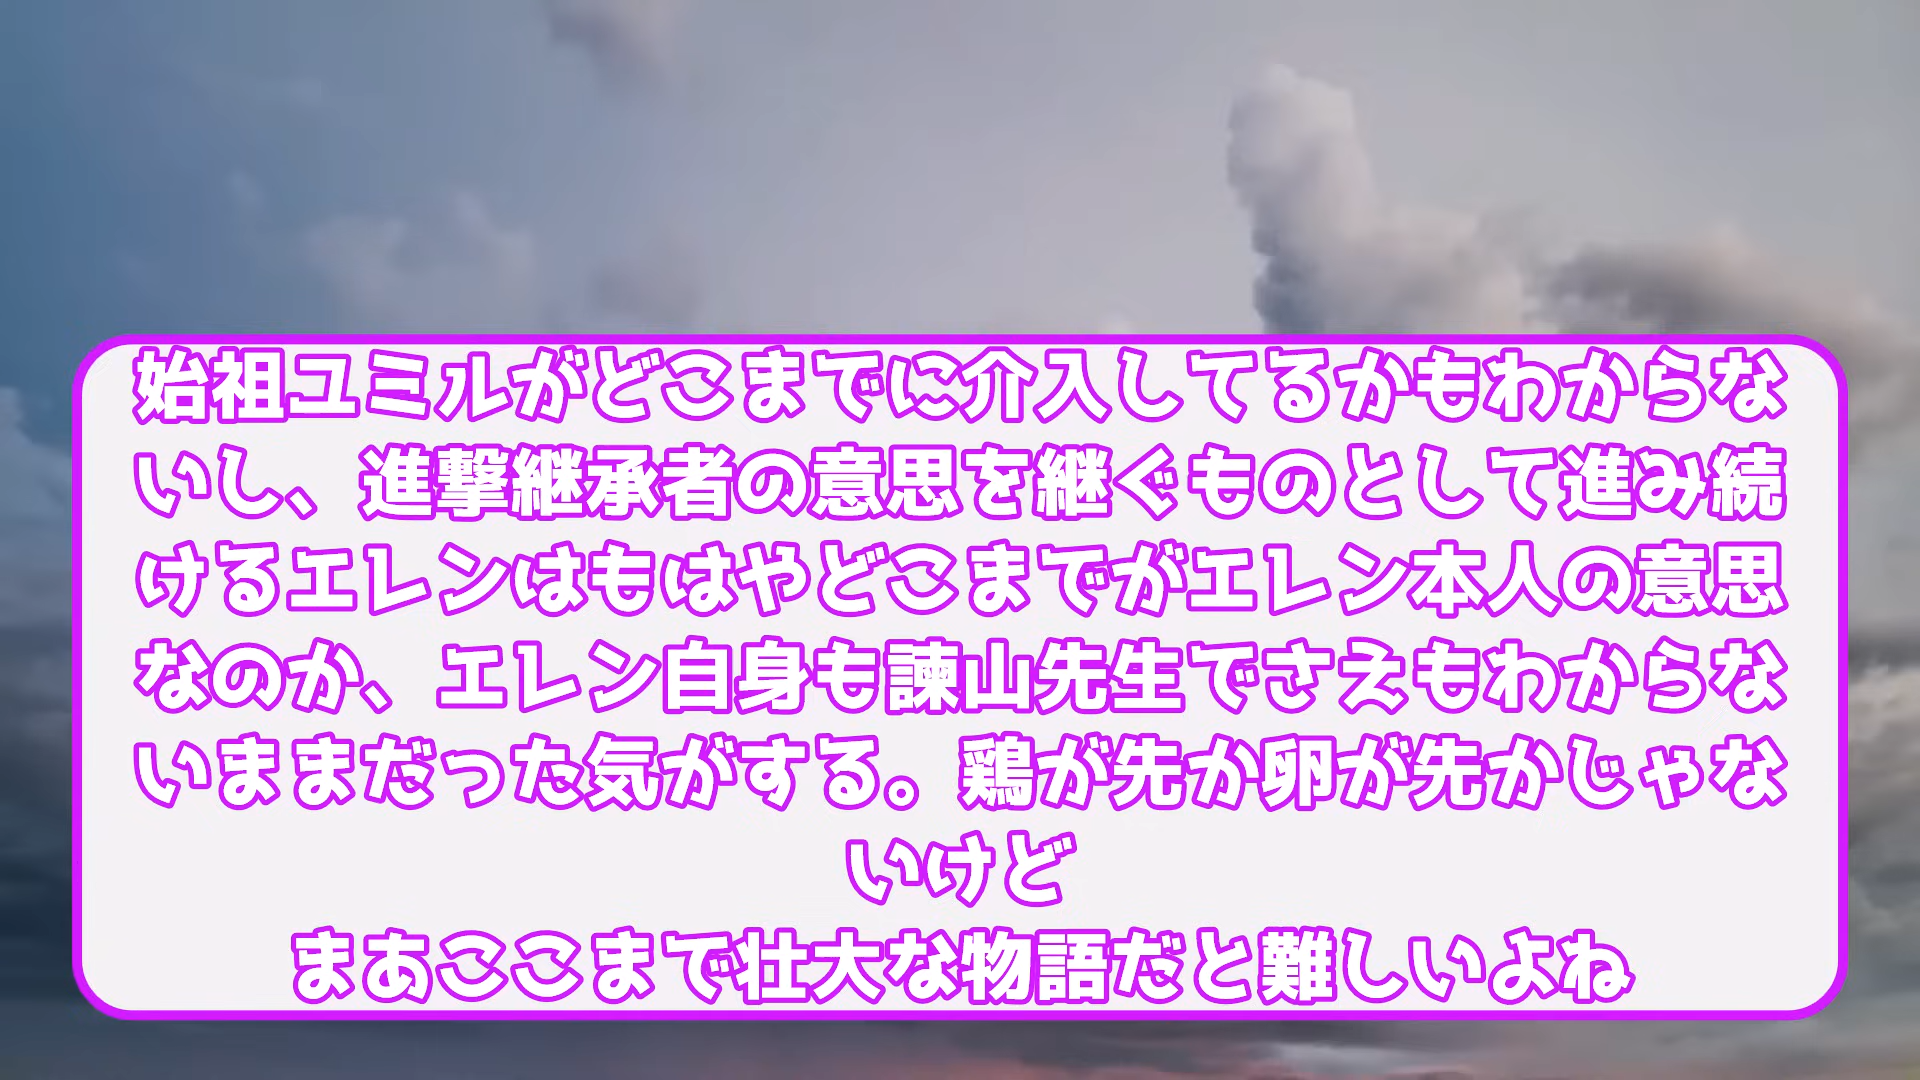 始祖ユミルがどこまでに介入してるかもわからな
いし、進撃継承者の意思を継ぐものとして進み続
けるエレンはもはやどこまでがエレン本人の意思
なのか、エレン自身も諫山先生でさえもわからな
いままだった気がする。鶏が先か卵が先かじゃな
いけど
まあここまで壮大な物語だと難しいよね